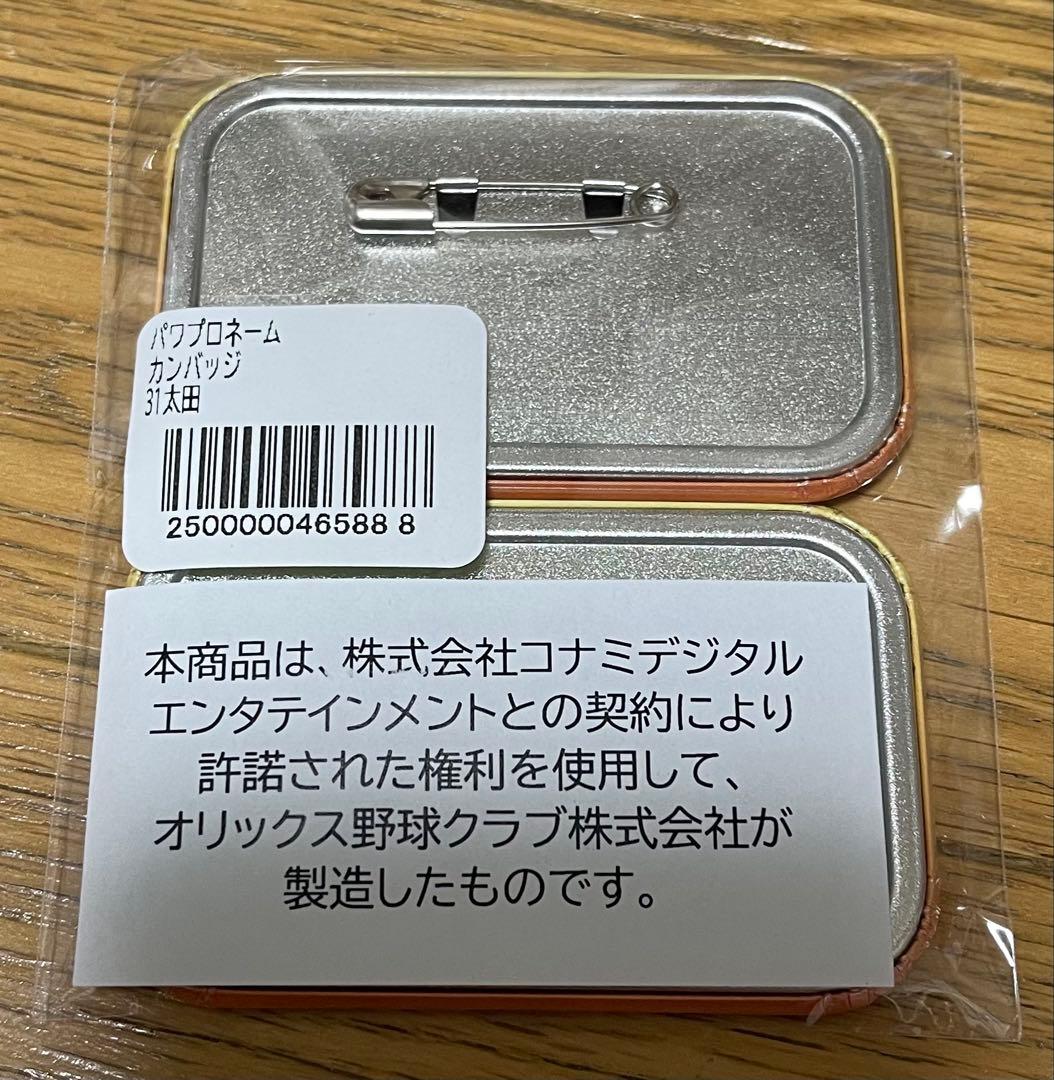 パワプロネーム
カンバッジ
31太田
250000046588 8
本商品は、株式会社コナミデジタル
エンタテインメントとの契約により
許諾された権利を使用して、
オリックス野球クラブ株式会社が
製造したものです。